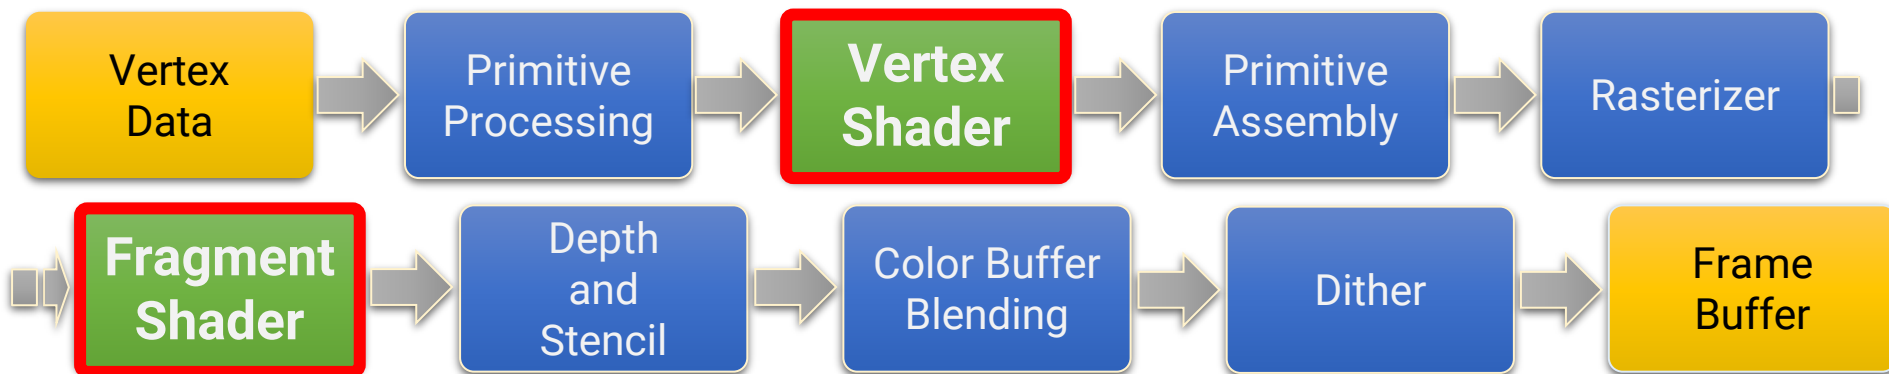 Vertex
Data
Primitive
Processing
Vertex
Shader
Primitive
Assembly
Rasterizer
Fragment
Shader
Depth
and
Stencil
Color Buffer
Blending
Dither
Frame
Buffer